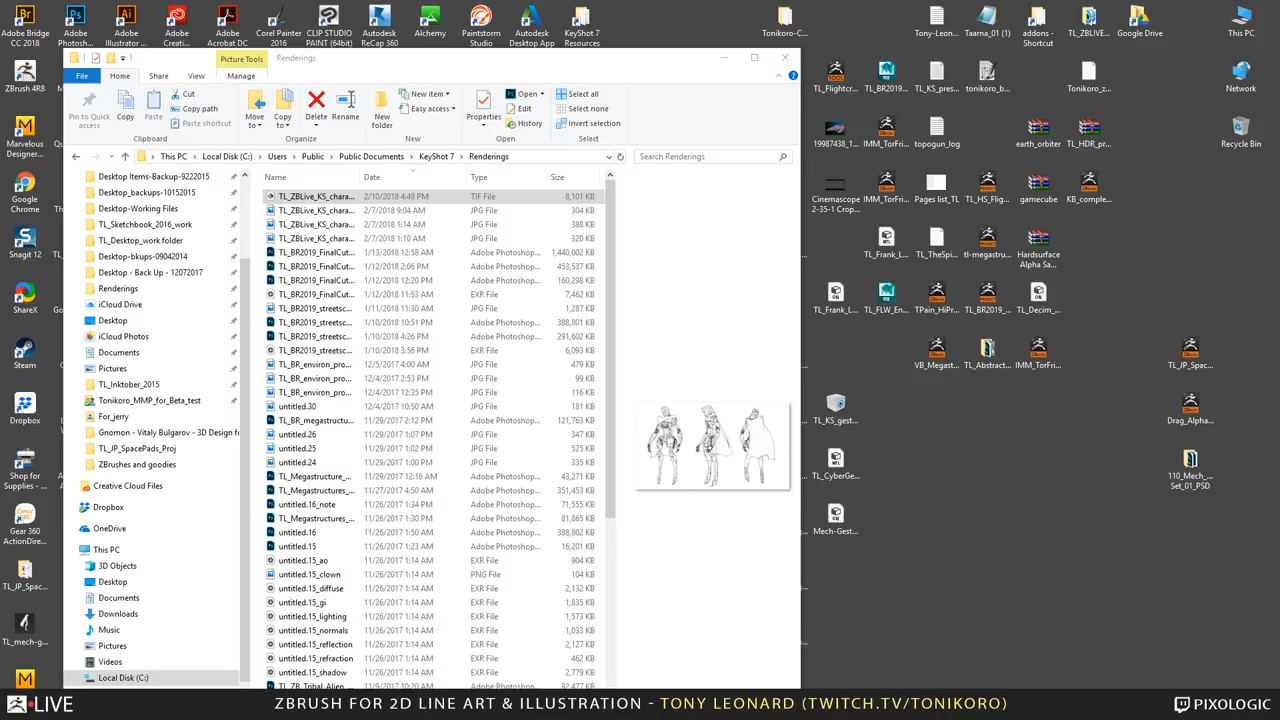 Adobe Bridge
CC 2018
Adobe
Photosh...
Adobe
Illustrator ...
Adobe
Creati...
Adobe
Acrobat DC
Corel Painter
2016
CLIP STUDIO
PAINT (64bit)
Autodesk
ReCap 360
Alchemy
Paintstorm
Studio
Autodesk
Desktop App
KeyShot 7
Resources
Tonikoro-C...
Tony-Leon...
Taarna_01 (1)
addons -
Shortcut
TL_ZBLIVE...
Google Drive
This PC
ZBrush 4R8
Marvelous
Designer...
Google
Chrome
Snagit 12
ShareX
Steam
Dropbox
Shop for
Supplies - ...
Gear 360
ActionDire...
TL_JP_Spac...
TL_mech-g...
Picture Tools
Renderings
File
Home
Share
View
Manage
Pin to Quick
access
Copy
Paste
Cut
Copy path
Paste shortcut
Clipboard
Move
to
Copy
to
Delete
Rename
Organize
New
folder
New item
Easy access
New
Properties
Open
Edit
History
Open
Select all
Select none
Invert selection
Select
This PC
Local Disk (C:)
Users
Public
Public Documents
KeyShot 7
Renderings
Search Renderings
Desktop Items-Backup-9222015
Desktop_backups-10152015
Desktop-Working Files
TL_Sketchbook_2016_work
TL_Desktop_work folder
Desktop-bkups-09042014
Desktop - Back Up - 12072017
Renderings
iCloud Drive
Desktop
iCloud Photos
Documents
Pictures
TL_Inktober_2015
Tonikoro_MMP_for_Beta_test
For_jerry
Gnomon - Vitaly Bulgarov - 3D Design fo
TL_JP_SpacePads_Proj
ZBrushes and goodies
Creative Cloud Files
Dropbox
OneDrive
This PC
3D Objects
Desktop
Documents
Downloads
Music
Pictures
Videos
Local Disk (C:)
Name Date Type Size
TL_ZBLive_KS_chara... 2/10/2018 4:49 PM TIF File 8,101 KB
TL_ZBLive_KS_chara... 2/7/2018 9:04 AM JPG File 304 KB
TL_ZBLive_KS_chara... 2/7/2018 1:14 AM JPG File 388 KB
TL_ZBLive_KS_chara... 2/7/2018 1:10 AM JPG File 320 KB
TL_BR2019_FinalCut... 1/13/2018 12:58 AM Adobe Photoshop... 1,440,002 KB
TL_BR2019_FinalCut... 1/12/2018 2:06 PM Adobe Photoshop... 453,537 KB
TL_BR2019_FinalCut... 1/12/2018 12:20 PM Adobe Photoshop... 160,298 KB
TL_BR2019_FinalCut... 1/12/2018 11:53 AM EXR File 7,462 KB
TL_BR2019_streetsc... 1/11/2018 11:30 AM JPG File 1,287 KB
TL_BR2019_streetsc... 1/10/2018 10:51 PM Adobe Photoshop... 388,801 KB
TL_BR2019_streetsc... 1/10/2018 4:26 PM Adobe Photoshop... 291,602 KB
TL_BR2019_streetsc... 1/10/2018 3:56 PM EXR File 6,093 KB
TL_BR_environ_pro... 12/5/2017 4:00 AM JPG File 479 KB
TL_BR_environ_pro... 12/4/2017 2:53 PM JPG File 99 KB
TL_BR_environ_pro... 12/4/2017 12:35 PM JPG File 116 KB
untitled.30 12/4/2017 10:50 AM JPG File 181 KB
TL_BR_megastructu... 11/29/2017 2:12 PM Adobe Photoshop... 121,763 KB
untitled.26 11/29/2017 1:07 PM JPG File 347 KB
untitled.25 11/29/2017 1:02 PM JPG File 525 KB
untitled.24 11/29/2017 1:00 PM JPG File 335 KB
TL_Megastructure_... 11/29/2017 12:16 AM Adobe Photoshop... 43,271 KB
TL_Megastructures_... 11/27/2017 4:50 AM Adobe Photoshop... 351,453 KB
untitled.16_note 11/26/2017 1:34 PM Adobe Photoshop... 388,808 KB
TL_Megastructures_... 11/26/2017 1:30 PM Adobe Photoshop... 81,865 KB
untitled.16 11/26/2017 1:50 AM Adobe Photoshop... 388,802 KB
untitled.15 11/26/2017 1:23 AM Adobe Photoshop... 16,201 KB
untitled.15_ao 11/26/2017 1:14 AM EXR File 904 KB
untitled.15_clown 11/26/2017 1:14 AM PNG File 104 KB
untitled.15_diffuse 11/26/2017 1:14 AM EXR File 2,132 KB
untitled.15_gi 11/26/2017 1:14 AM EXR File 1,835 KB
untitled.15_lighting 11/26/2017 1:14 AM EXR File 1,573 KB
untitled.15_normals 11/26/2017 1:14 AM EXR File 1,033 KB
untitled.15_reflection 11/26/2017 1:14 AM EXR File 2,127 KB
untitled.15_refraction 11/26/2017 1:14 AM EXR File 462 KB
untitled.15_shadow 11/26/2017 1:14 AM EXR File 2,779 KB
TL_ZB_Tribal_Alien... 11/9/2017 10:20 AM Adobe Photoshop... 92,477 KB
TL_Flightcr...
TL_BR2019...
TL_KS_pres...
tonikoro_b...
Tonikoro_z...
Network
19987438_1...
IMM_TorFri...
topogun_log
earth_orbiter
TL_HDR_pr...
Recycle Bin
Cinemascope
2-35-1 Crop...
IMM_TorFri...
Pages list_TL
TL_HS_Flig...
gamecube
KB_comple...
TL_Frank_L...
TL_TheSpi...
tl-megastru...
Hardsurface
Alpha Sa...
TL_Frank_L...
TL_FLW_En...
TPain_HiPr...
TL_BR2019_...
TL_Decim_...
VB_Megast...
TL_Abstract...
IMM_TorFri...
TL_JP_Spac...
TL_KS_gest...
Drag_Alpha...
TL_CyberGe...
110_Mech_...
Set_01_PSD
Mech-Gest...
LIVE
ZBRUSH FOR 2D LINE ART & ILLUSTRATION - TONY LEONARD (TWITCH.TV/TONIKORO)
PIXOLOGIC